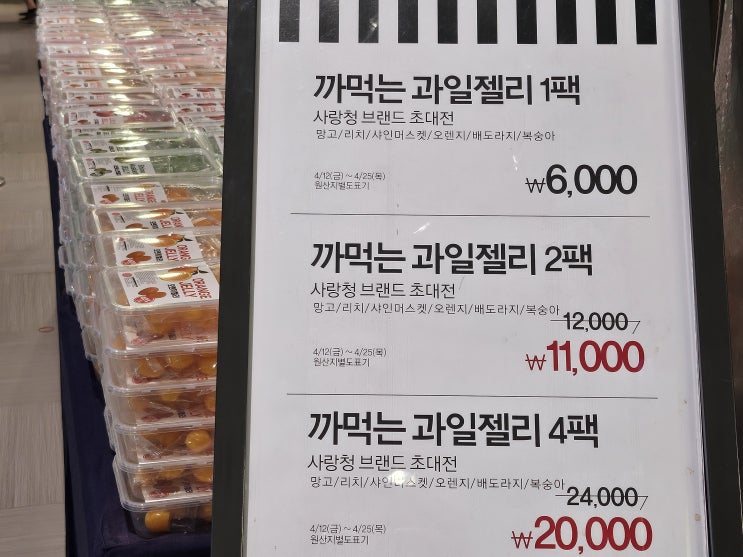 까먹는 과일젤리 1팩
사랑청 브랜드 초대전
망고/리치/샤인머스켓/오렌지/배도라지/복숭아
4/12(금) ~ 4/25(목)
원산지별도표기
₩6,000
까먹는 과일젤리 2팩
사랑청 브랜드 초대전
망고/리치/샤인머스켓/오렌지/배도라지/복숭아
12,000
4/12(금) ~ 4/25(목)
원산지별도표기
₩11,000
까먹는 과일젤리 4팩
사랑청 브랜드 초대전
망고/리치/샤인머스켓/오렌지/배도라지/복숭아
24,000
4/12(금) ~ 4/25(목)
원산지별도표기
₩20,000
ORANGE
JELLY